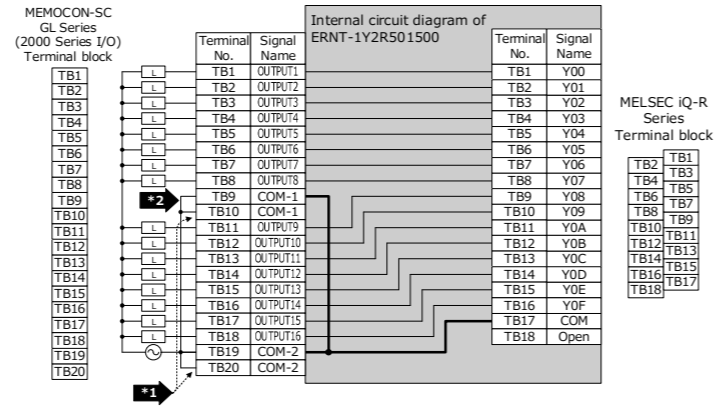 MEMOCON-SC
GL Series
(2000 Series I/O)
Terminal block
TB1
TB2
TB3
TB4
TB5
TB6
TB7
TB8
TB9
TB10
TB11
TB12
TB13
TB14
TB15
TB16
TB17
TB18
TB19
TB20
Internal circuit diagram of
ERNT-1Y2R501500
Terminal No. Signal Name
L TB1 OUTPUT1
L TB2 OUTPUT2
L TB3 OUTPUT3
L TB4 OUTPUT4
L TB5 OUTPUT5
L TB6 OUTPUT6
L TB7 OUTPUT7
L TB8 OUTPUT8
*2 TB9 COM-1
TB10 COM-1
L TB11 OUTPUT9
L TB12 OUTPUT10
L TB13 OUTPUT11
L TB14 OUTPUT12
L TB15 OUTPUT13
L TB16 OUTPUT14
L TB17 OUTPUT15
L TB18 OUTPUT16
TB19 COM-2
TB20 COM-2
*1
Terminal No. Signal Name
TB1 Y00
TB2 Y01
TB3 Y02
TB4 Y03
TB5 Y04
TB6 Y05
TB7 Y06
TB8 Y07
TB9 Y08
TB10 Y09
TB11 Y0A
TB12 Y0B
TB13 Y0C
TB14 Y0D
TB15 Y0E
TB16 Y0F
TB17 COM
TB18 Open
MELSEC iQ-R
Series
Terminal block
TB1
TB2
TB3
TB4
TB5
TB6
TB7
TB8
TB9
TB10
TB11
TB12
TB13
TB14
TB15
TB16
TB17
TB18